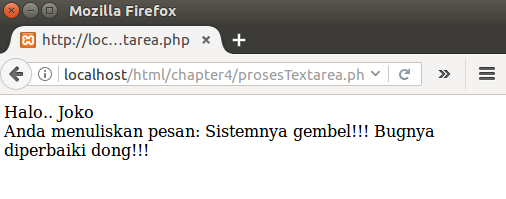 Mozilla Firefox
http://loc...tarea.php
localhost/html/chapter4/prosesTextarea.ph
Halo.. Joko
Anda menuliskan pesan: Sistemnya gembel!!! Bugnya
diperbaiki dong!!!